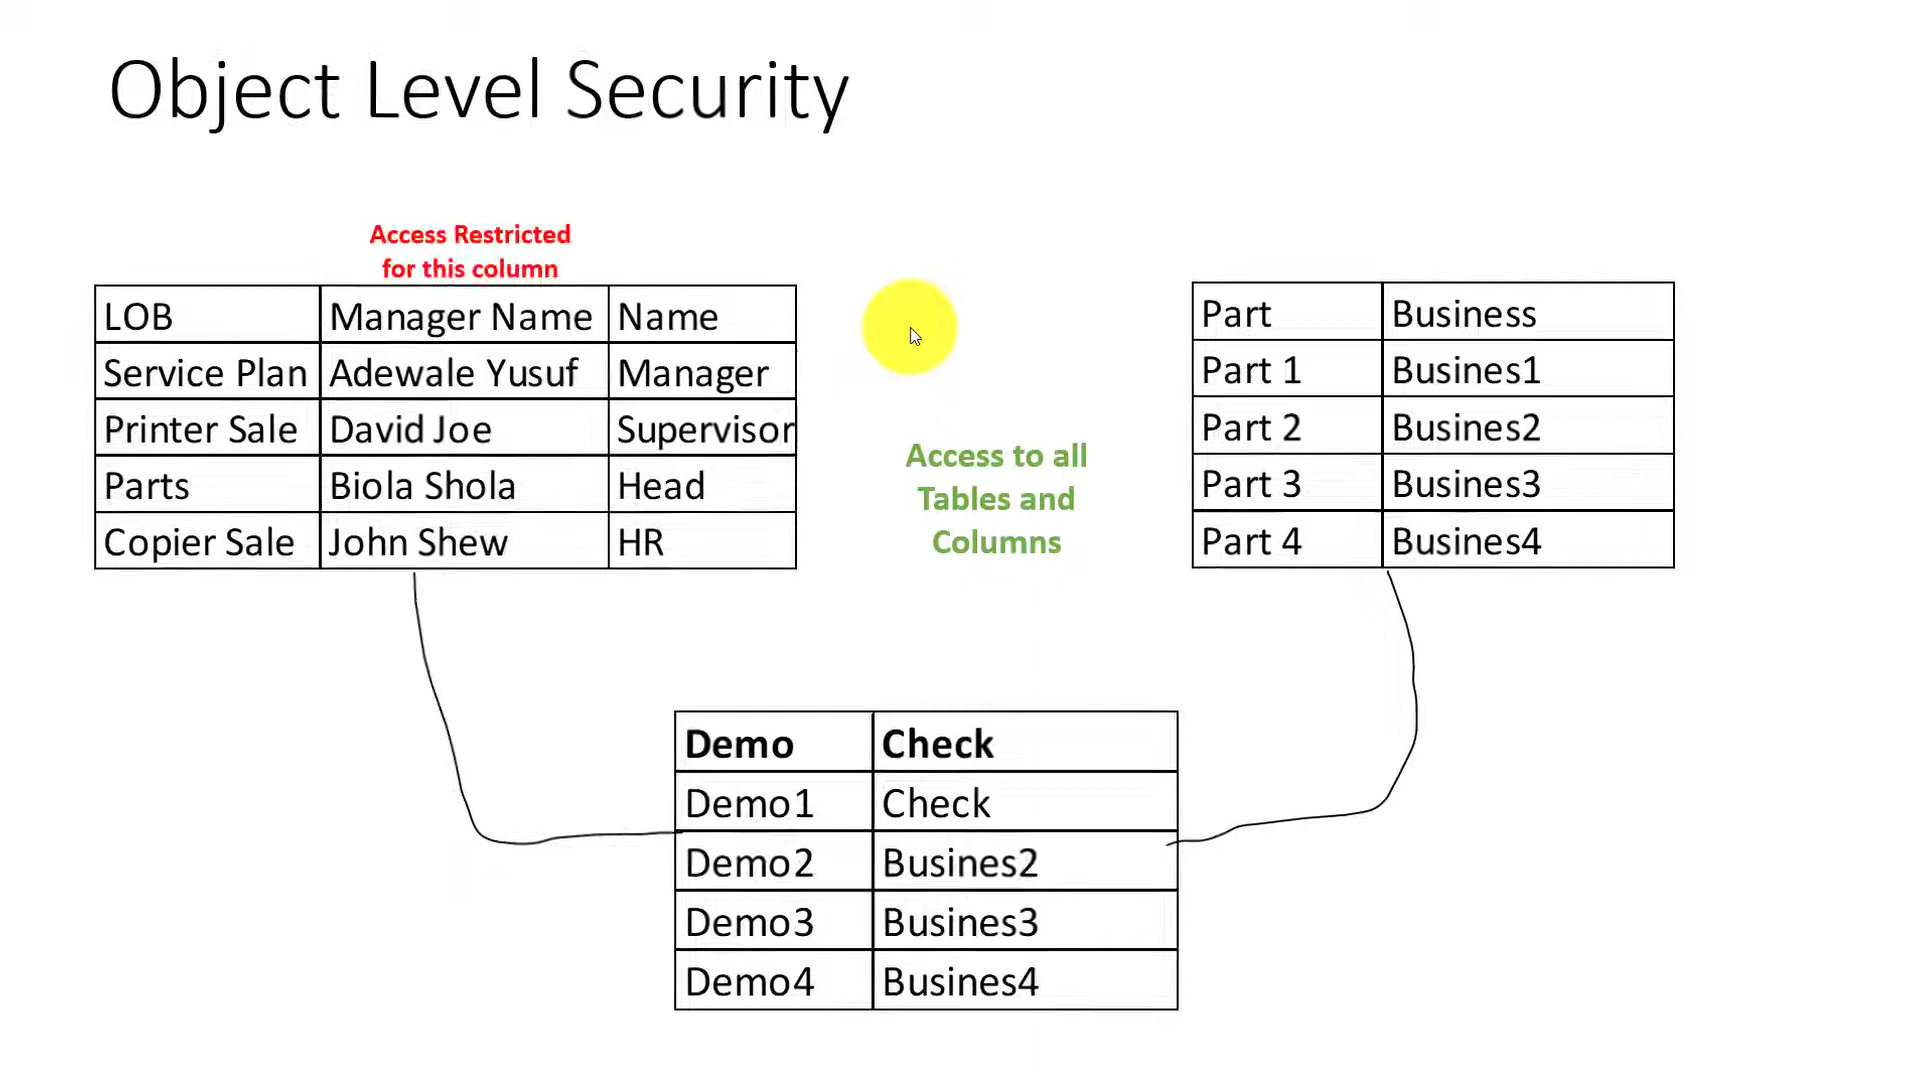 Object Level Security
Access Restricted
for this column
LOB Manager Name Name
Service Plan Adewale Yusuf Manager
Printer Sale David Joe Supervisor
Parts Biola Shola Head
Copier Sale John Shew HR
Access to all
Tables and
Columns
Part Business
Part 1 Busines1
Part 2 Busines2
Part 3 Busines3
Part 4 Busines4
Demo Check
Demo1 Check
Demo2 Busines2
Demo3 Busines3
Demo4 Busines4